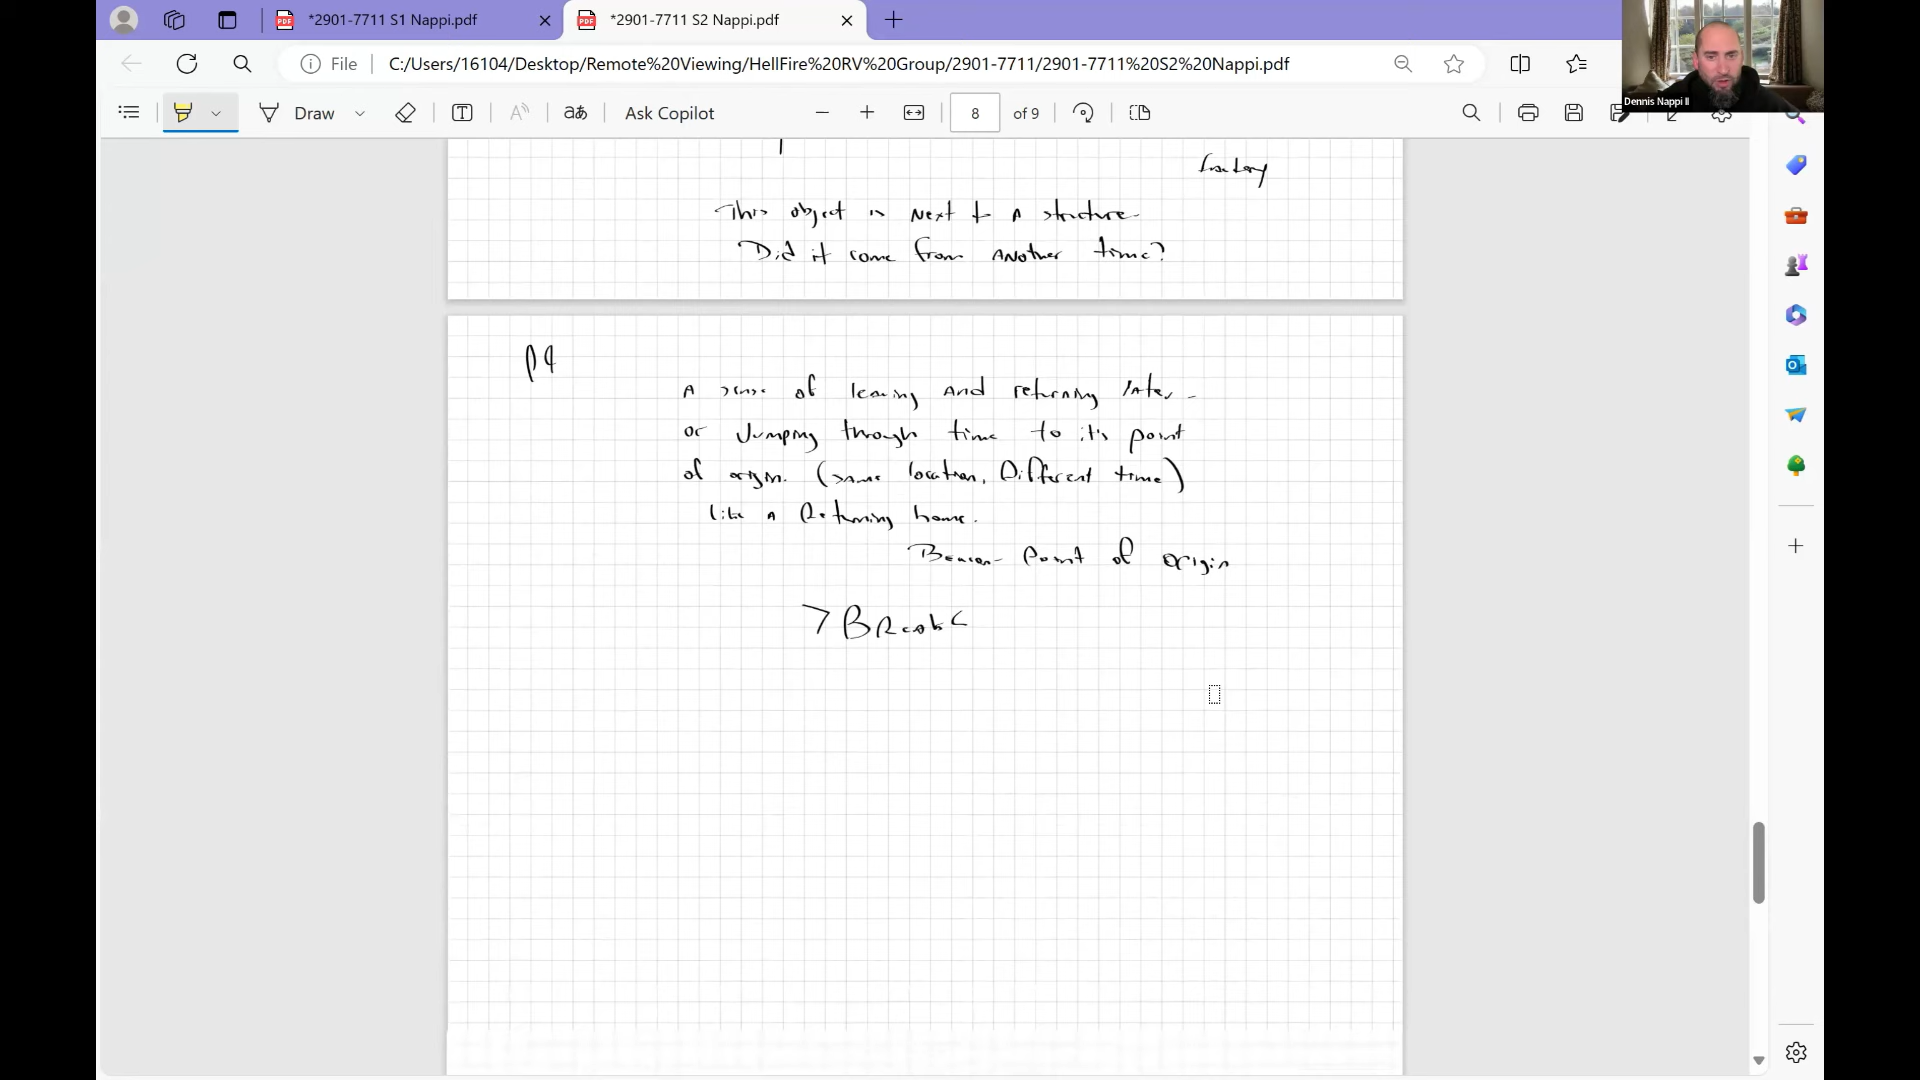 *2901-7711 S1 Nappi.pdf
*2901-7711 S2 Nappi.pdf
File C:/Users/16104/Desktop/Remote%20Viewing/HellFire%20RV%20Group/2901-7711/2901-7711%20S2%20Nappi.pdf
Dennis Nappi II
Draw
aあ
Ask Copilot
8 of 9
This object is Next to A structure
Did it come from ANother time?
p4
A sense of leaving and returning later -
or Jumping through time to it's point
of origin. (same location, Different time)
like a Returning home.
Beacon- Point of origin
>Break<